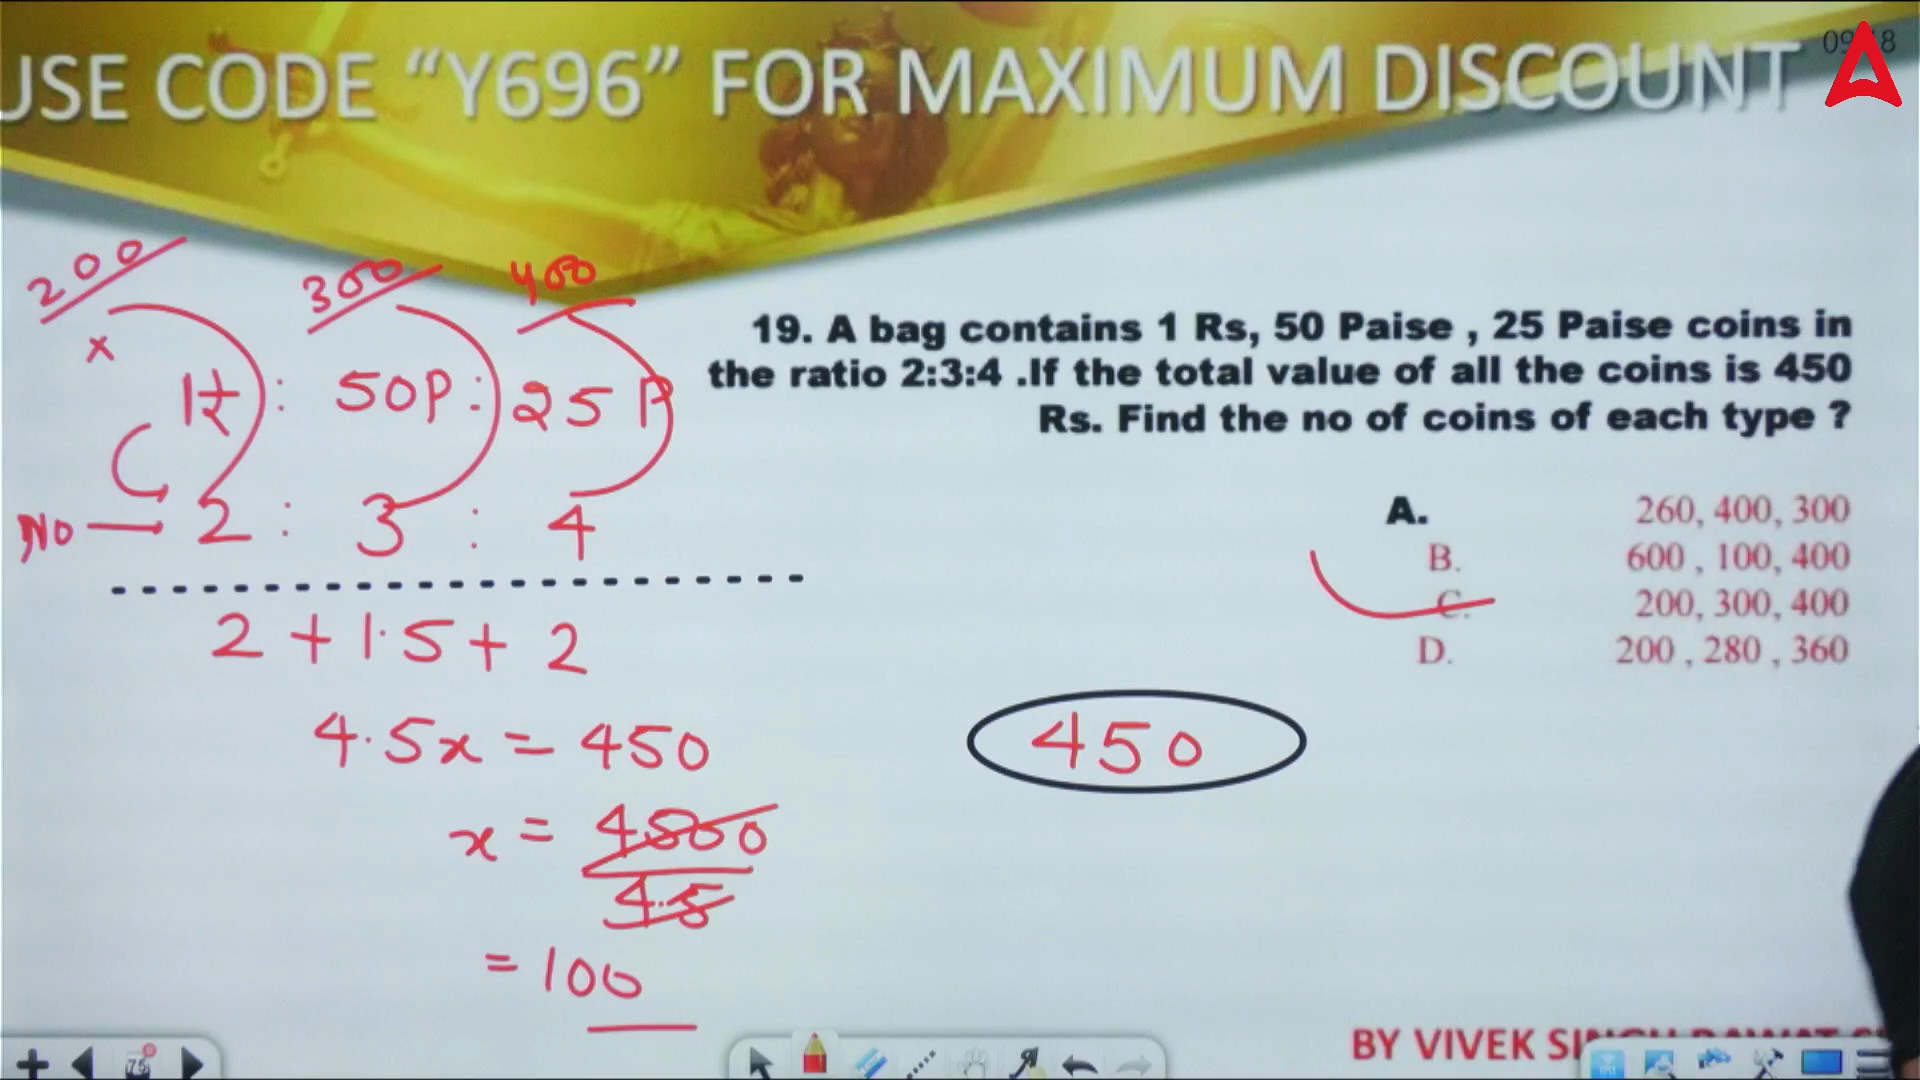 USE CODE “Y696” FOR MAXIMUM DISCOUNT
200
300
400
x
1₹ : 50P : 25 P
No — 2 : 3 : 4
2 + 1.5 + 2
4.5x = 450
x = 4500
4.5
= 100
19. A bag contains 1 Rs, 50 Paise , 25 Paise coins in
the ratio 2:3:4 .If the total value of all the coins is 450
Rs. Find the no of coins of each type ?
A. 260, 400, 300
B. 600 , 100, 400
C. 200, 300, 400
D. 200 , 280 , 360
450
BY VIVEK SINGH RAWAT
75